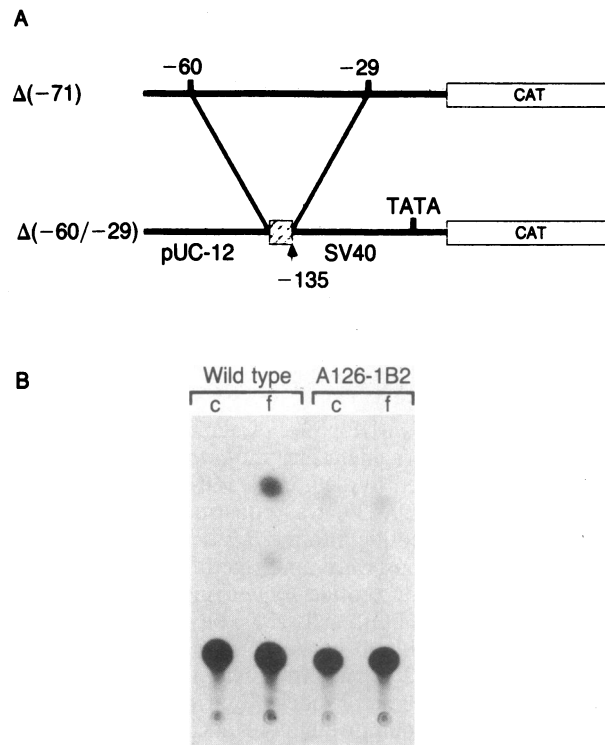 A
-60 -29
Δ(-71) CAT
TATA
Δ(-60/-29) CAT
pUC-12 SV40
-135
B
Wild type A126-1B2
c f c f